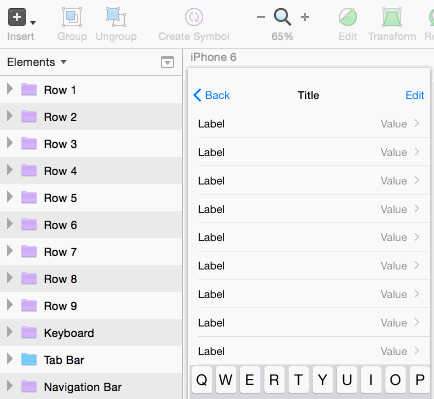 Insert
Group
Ungroup
Create Symbol
65%
Edit
Transform
Elements
iPhone 6
Row 1
Row 2
Row 3
Row 4
Row 5
Row 6
Row 7
Row 8
Row 9
Keyboard
Tab Bar
Navigation Bar
Back Title Edit
Label Value
Label Value
Label Value
Label Value
Label Value
Label Value
Label Value
Label Value
Label Value
Q W E R T Y U I O P